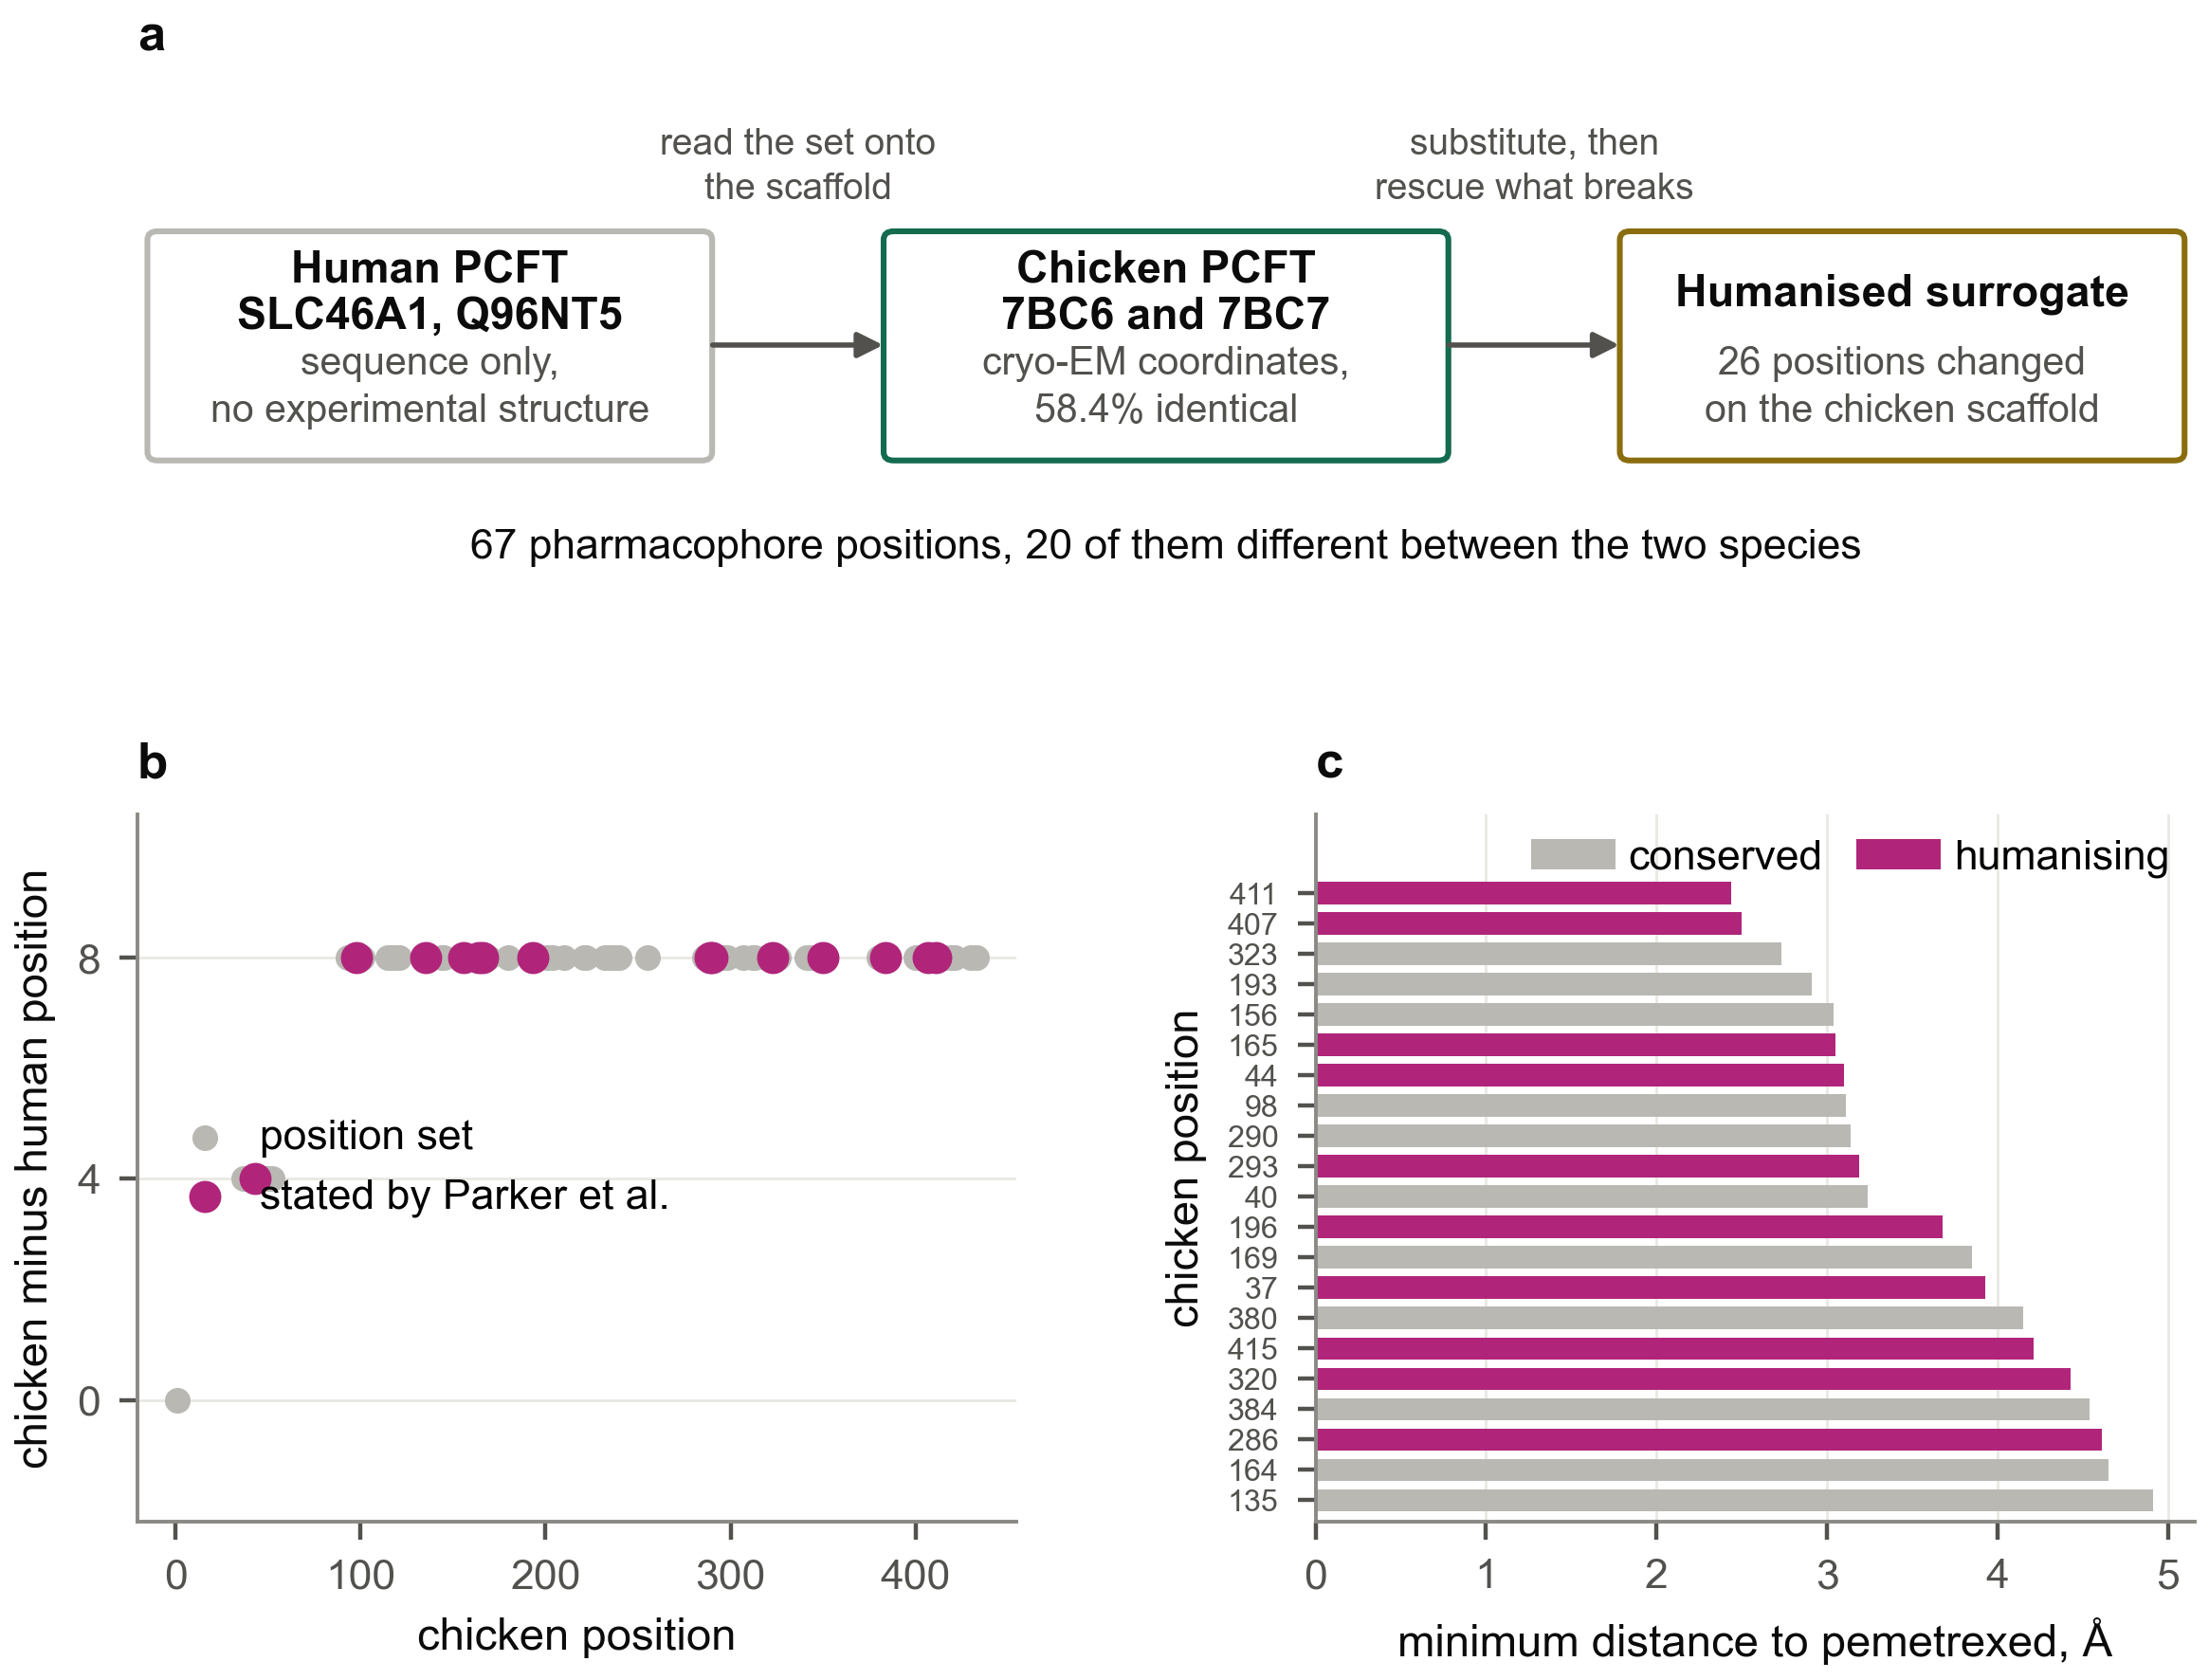 a
read the set onto
the scaffold
substitute, then
rescue what breaks
Human PCFT
SLC46A1, Q96NT5
sequence only,
no experimental structure
Chicken PCFT
7BC6 and 7BC7
cryo-EM coordinates,
58.4% identical
Humanised surrogate
26 positions changed
on the chicken scaffold
67 pharmacophore positions, 20 of them different between the two species
b
chicken minus human position
8
4
0
position set
stated by Parker et al.
0
100
200
300
400
chicken position
c
conserved
humanising
chicken position
411
407
323
193
156
165
44
98
290
293
40
196
169
37
380
415
320
384
286
164
135
0
1
2
3
4
5
minimum distance to pemetrexed, Å